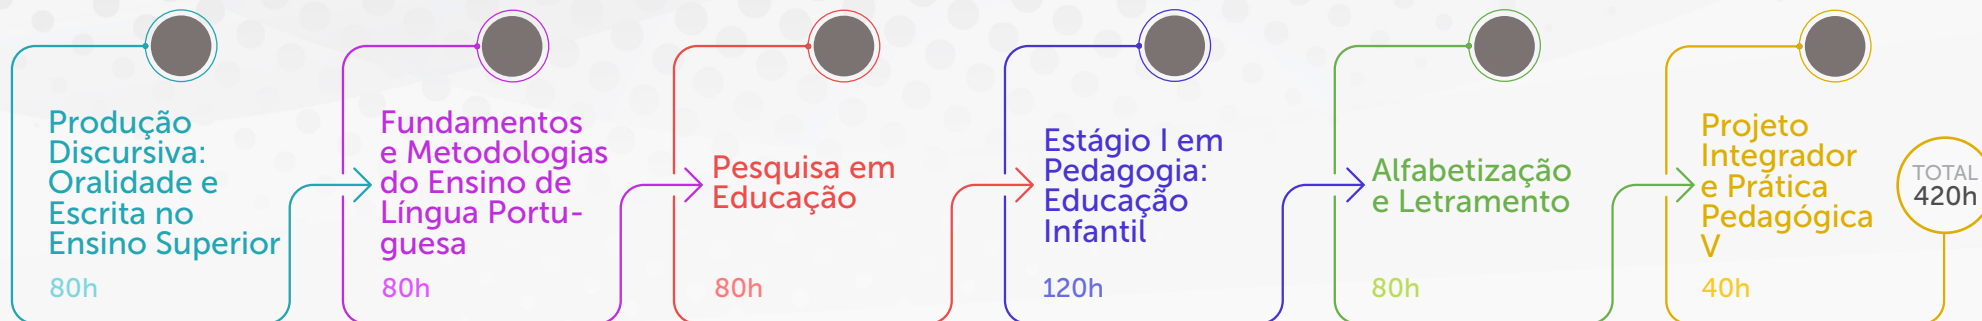 Produção
Discursiva:
Oralidade e
Escrita no
Ensino Superior
80h
Fundamentos
e Metodologias
do Ensino de
Língua Portu-
guesa
80h
Pesquisa em
Educação
80h
Estágio I em
Pedagogia:
Educação
Infantil
120h
Alfabetização
e Letramento
80h
Projeto
Integrador
e Prática
Pedagógica
V
40h
TOTAL
420h